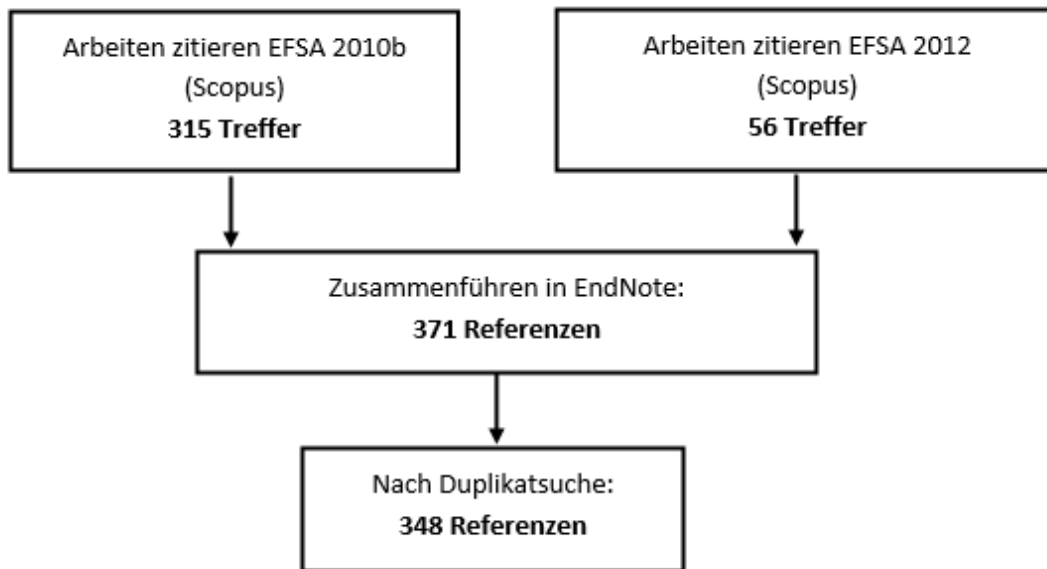 Arbeiten zitieren EFSA 2010b
(Scopus)
315 Treffer
Arbeiten zitieren EFSA 2012
(Scopus)
56 Treffer
Zusammenführen in EndNote:
371 Referenzen
Nach Duplikatsuche:
348 Referenzen